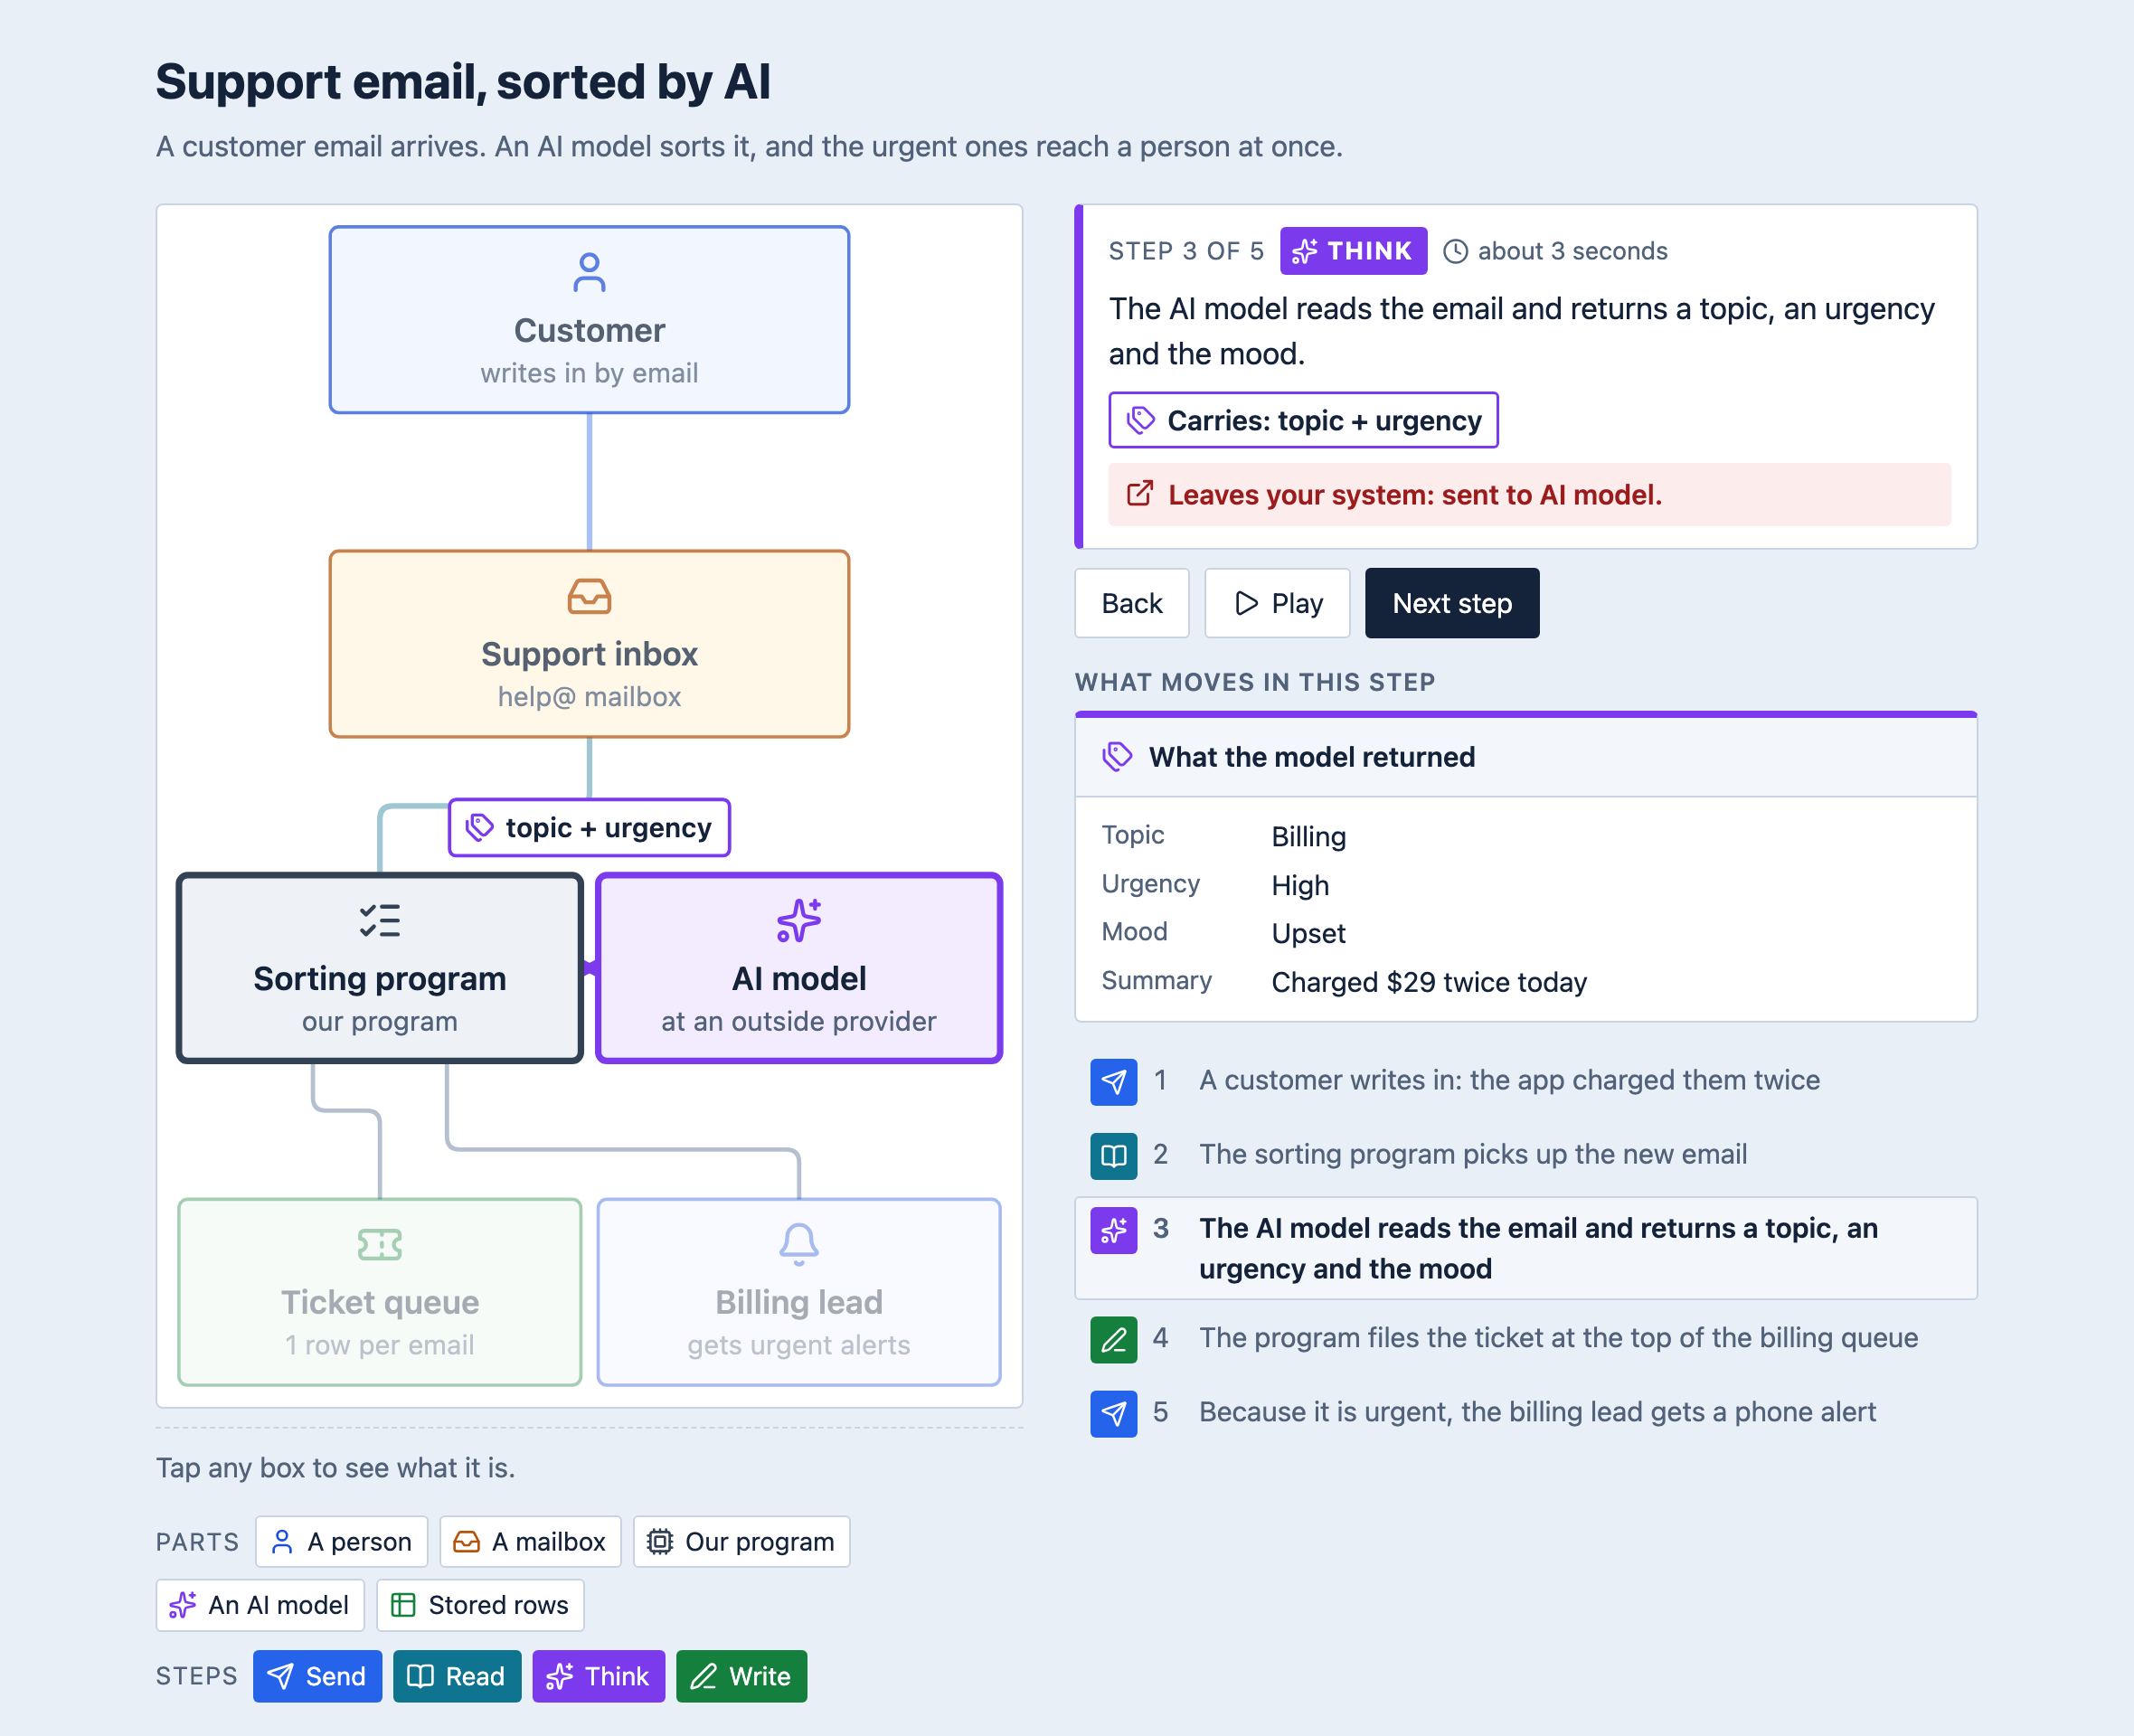 Support email, sorted by AI
A customer email arrives. An AI model sorts it, and the urgent ones reach a person at once.
Customer
writes in by email
Support inbox
help@ mailbox
topic + urgency
Sorting program
our program
AI model
at an outside provider
Ticket queue
1 row per email
Billing lead
gets urgent alerts
Tap any box to see what it is.
PARTS A person A mailbox Our program
An AI model Stored rows
STEPS Send Read Think Write
STEP 3 OF 5 THINK about 3 seconds
The AI model reads the email and returns a topic, an urgency
and the mood.
Carries: topic + urgency
Leaves your system: sent to AI model.
Back Play Next step
WHAT MOVES IN THIS STEP
What the model returned
Topic Billing
Urgency High
Mood Upset
Summary Charged $29 twice today
1 A customer writes in: the app charged them twice
2 The sorting program picks up the new email
3 The AI model reads the email and returns a topic, an
urgency and the mood
4 The program files the ticket at the top of the billing queue
5 Because it is urgent, the billing lead gets a phone alert